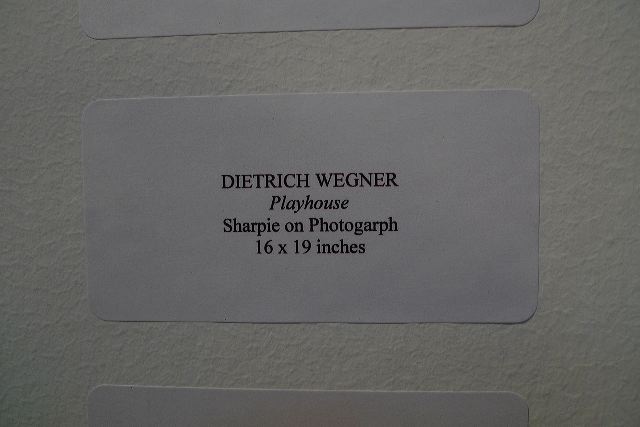 DIETRICH WEGNER
Playhouse
Sharpie on Photogarph
16 x 19 inches